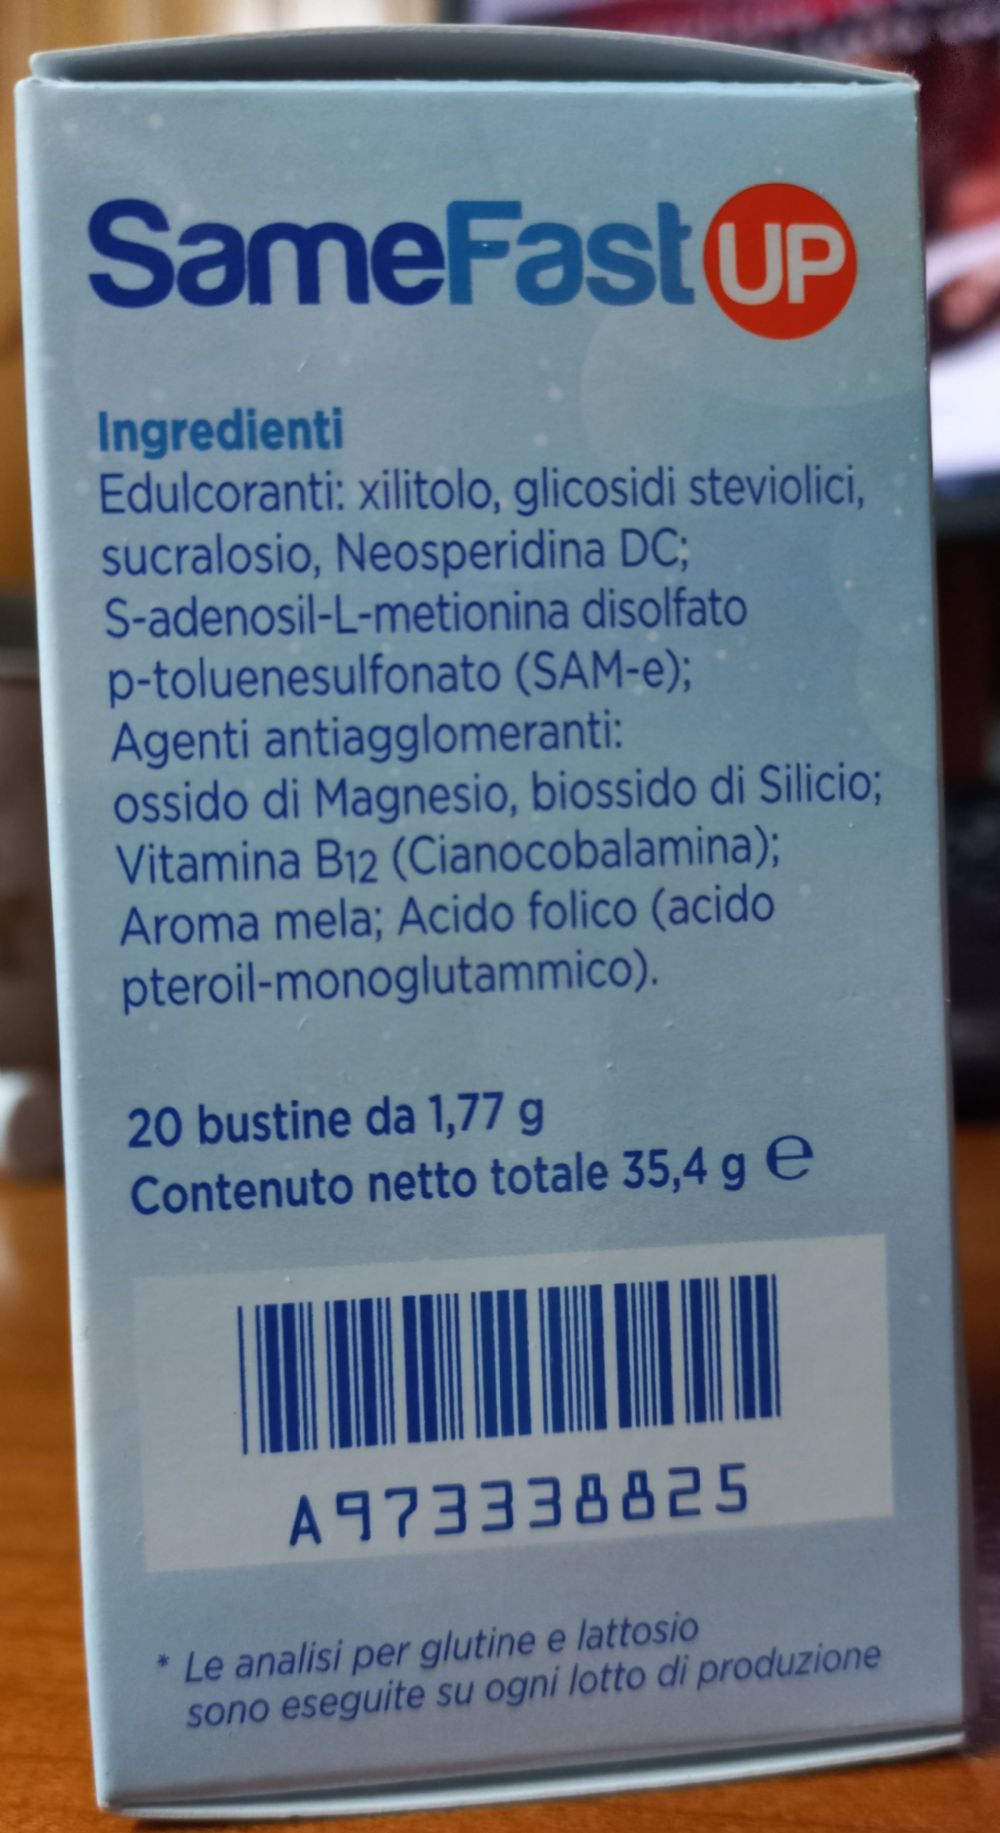 SameFast UP
Ingredienti
Edulcoranti: xilitolo, glicosidi steviolici,
sucralosio, Neosperidina DC;
S-adenosil-L-metionina disolfato
p-toluenesulfonato (SAM-e);
Agenti antiagglomeranti:
ossido di Magnesio, biossido di Silicio;
Vitamina B12 (Cianocobalamina);
Aroma mela; Acido folico (acido
pteroil-monoglutammico).
20 bustine da 1,77 g
Contenuto netto totale 35,4 g ℮
A973338825
* Le analisi per glutine e lattosio
sono eseguite su ogni lotto di produzione